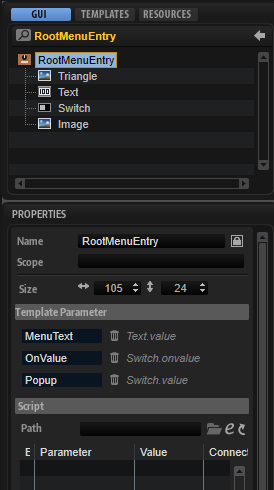 GUI TEMPLATES RESOURCES
RootMenuEntry
RootMenuEntry
Triangle
Text
Switch
Image
PROPERTIES
Name RootMenuEntry
Scope
Size 105 24
Template Parameter
MenuText Text.value
OnValue Switch.onvalue
Popup Switch.value
Script
Path
E Parameter Value Connect